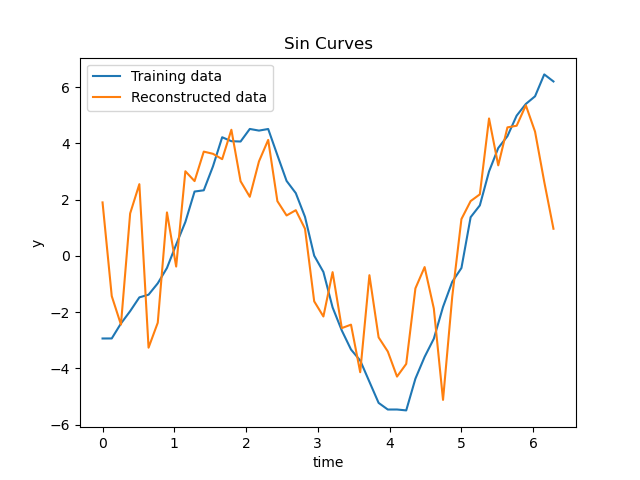 Sin Curves
Training data
Reconstructed data
y
6
4
2
0
−2
−4
−6
0 1 2 3 4 5 6
time